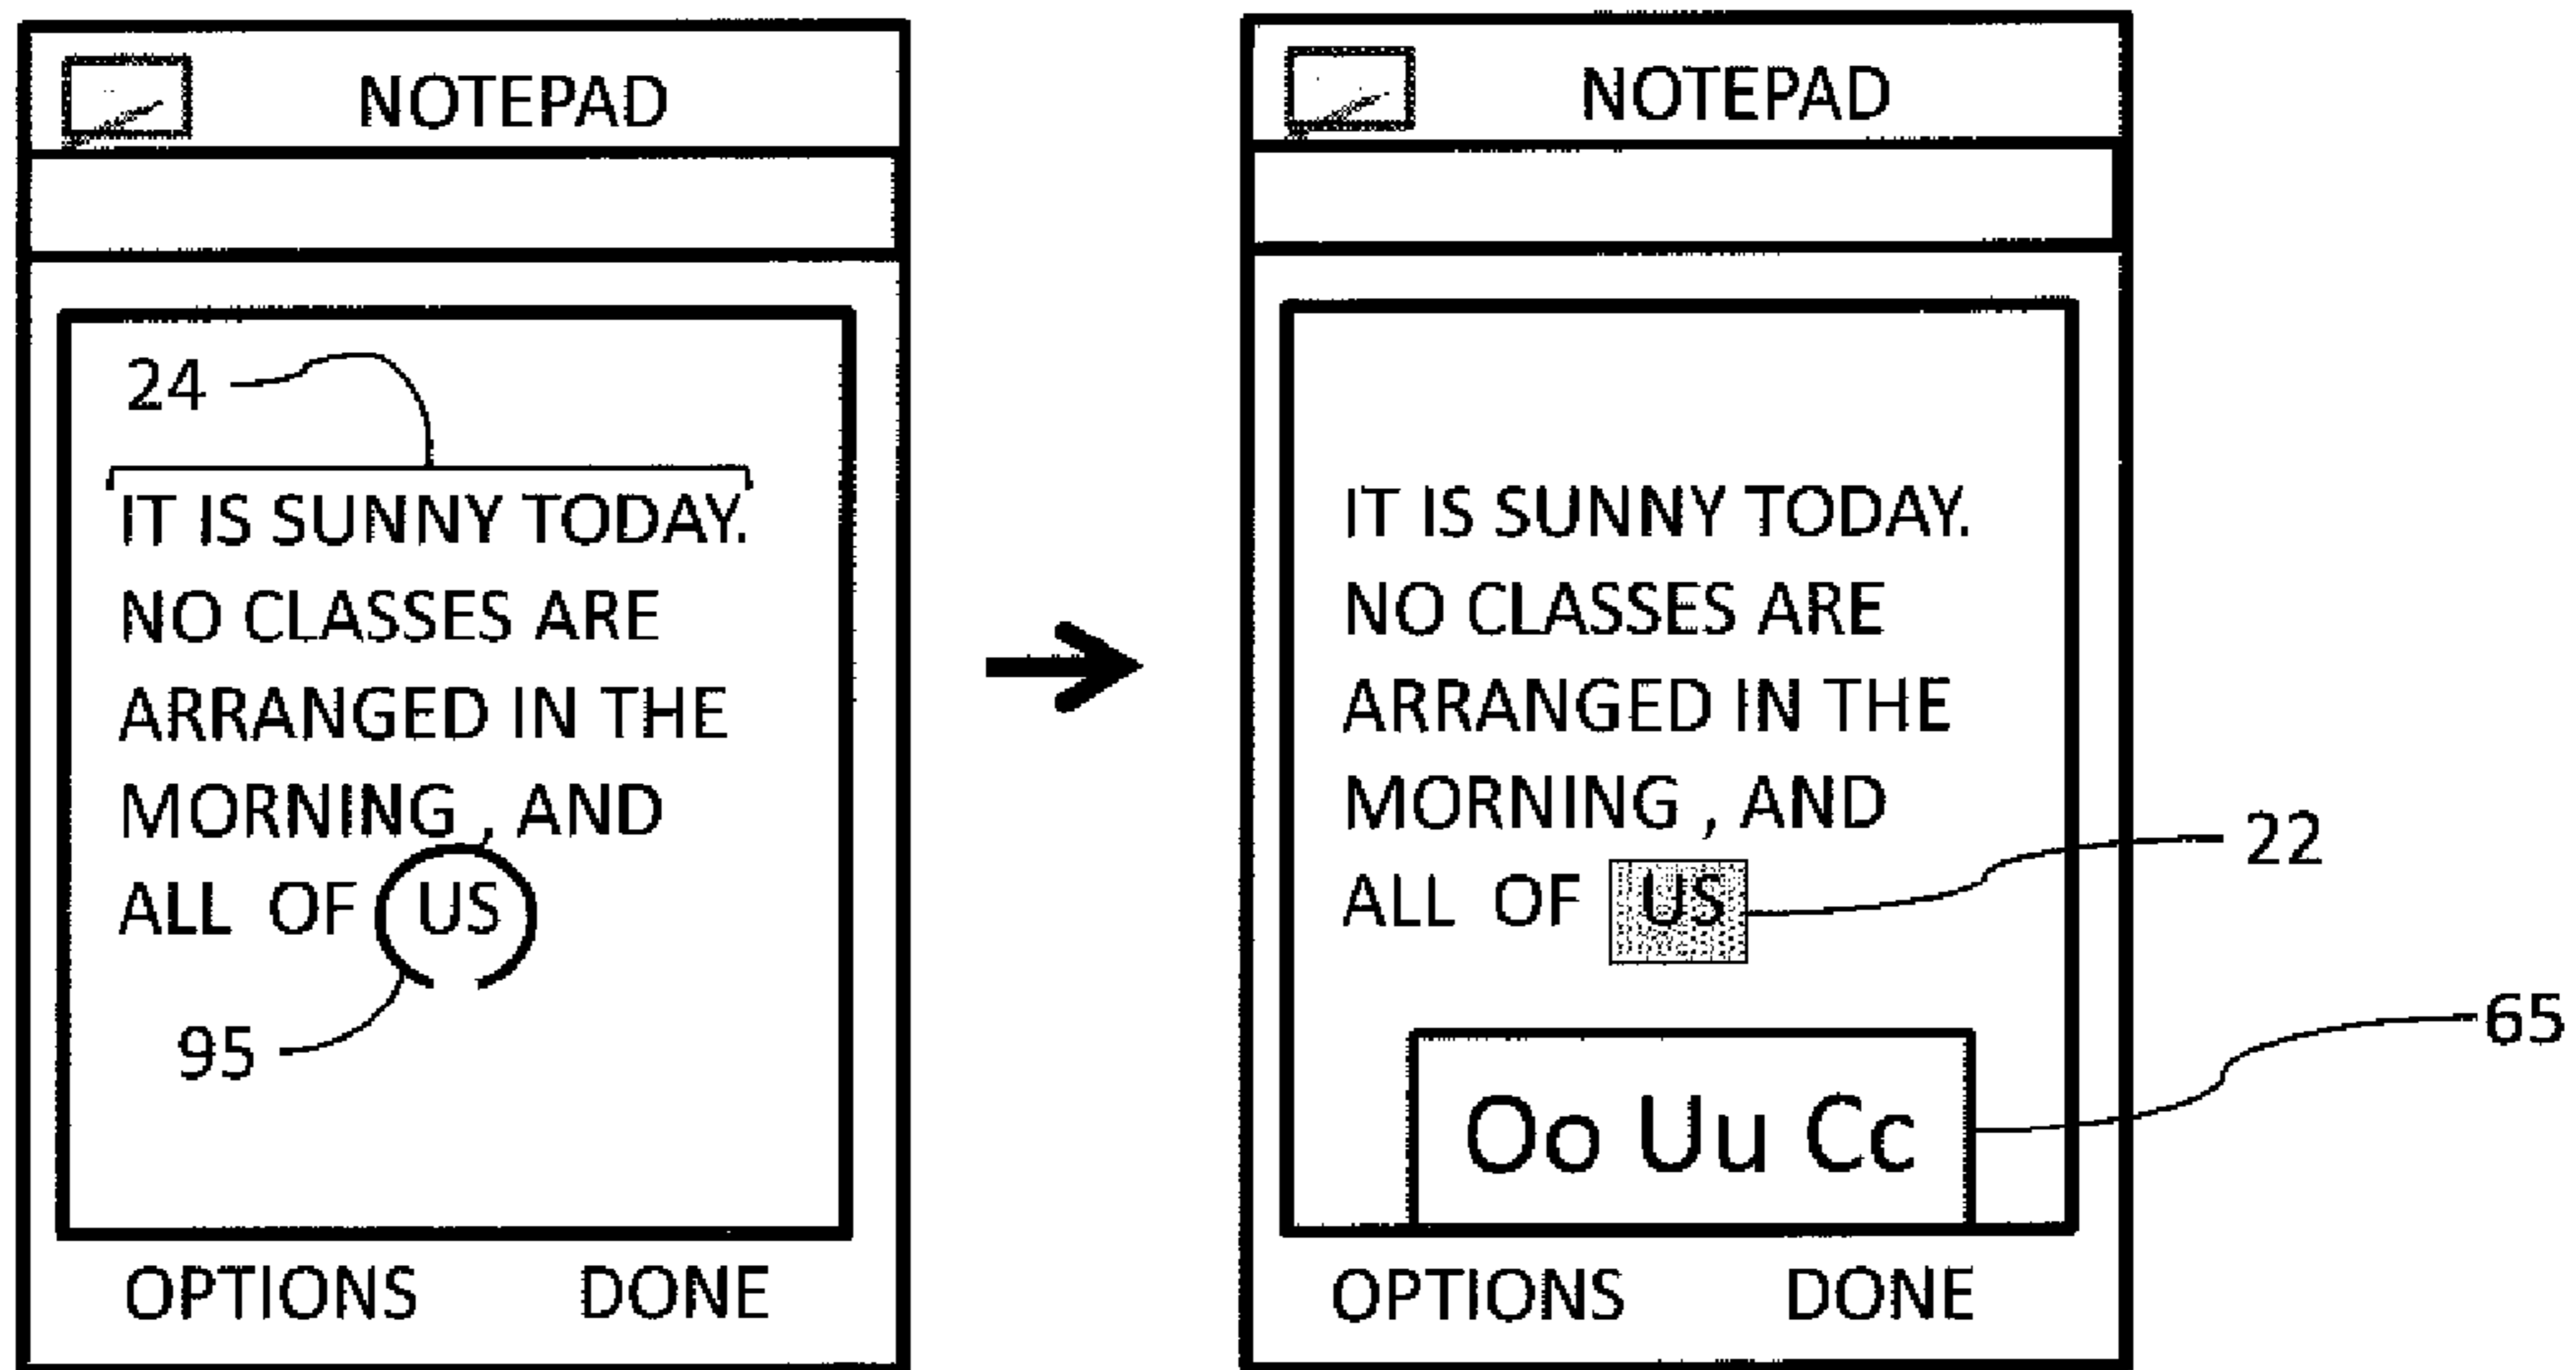 NOTEPAD
24
IT IS SUNNY TODAY.
NO CLASSES ARE
ARRANGED IN THE
MORNING , AND
ALL OF US
95
OPTIONS DONE
NOTEPAD
IT IS SUNNY TODAY.
NO CLASSES ARE
ARRANGED IN THE
MORNING , AND
ALL OF US
22
65
Oo Uu Cc
OPTIONS DONE